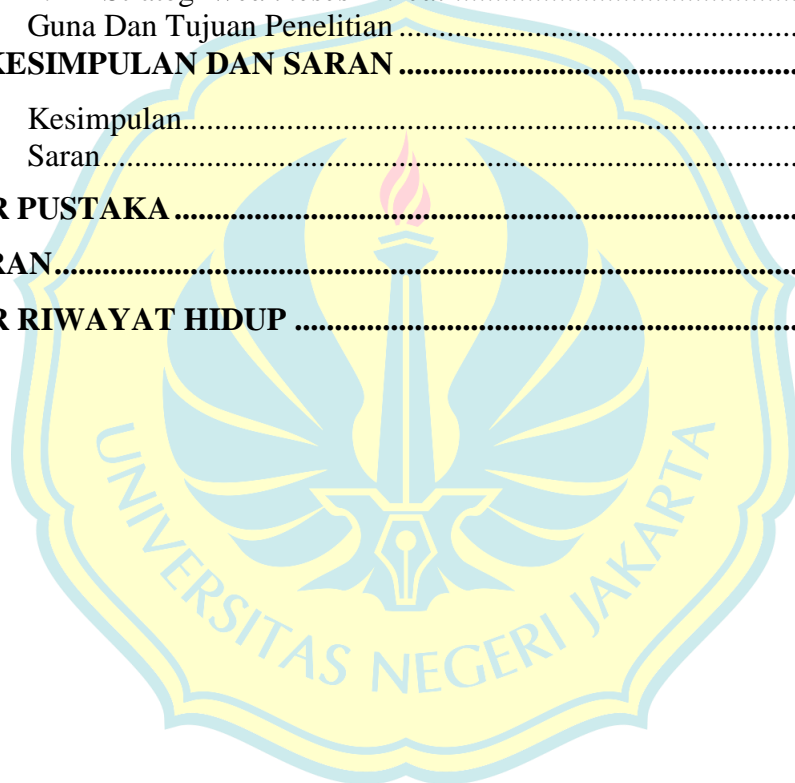 Guna Dan Tujuan Penelitian ..........................................
KESIMPULAN DAN SARAN ..........................................
Kesimpulan..........................................
Saran..........................................
R PUSTAKA ..........................................
RAN..........................................
R RIWAYAT HIDUP ..........................................
UNIVERSITAS NEGERI JAKARTA